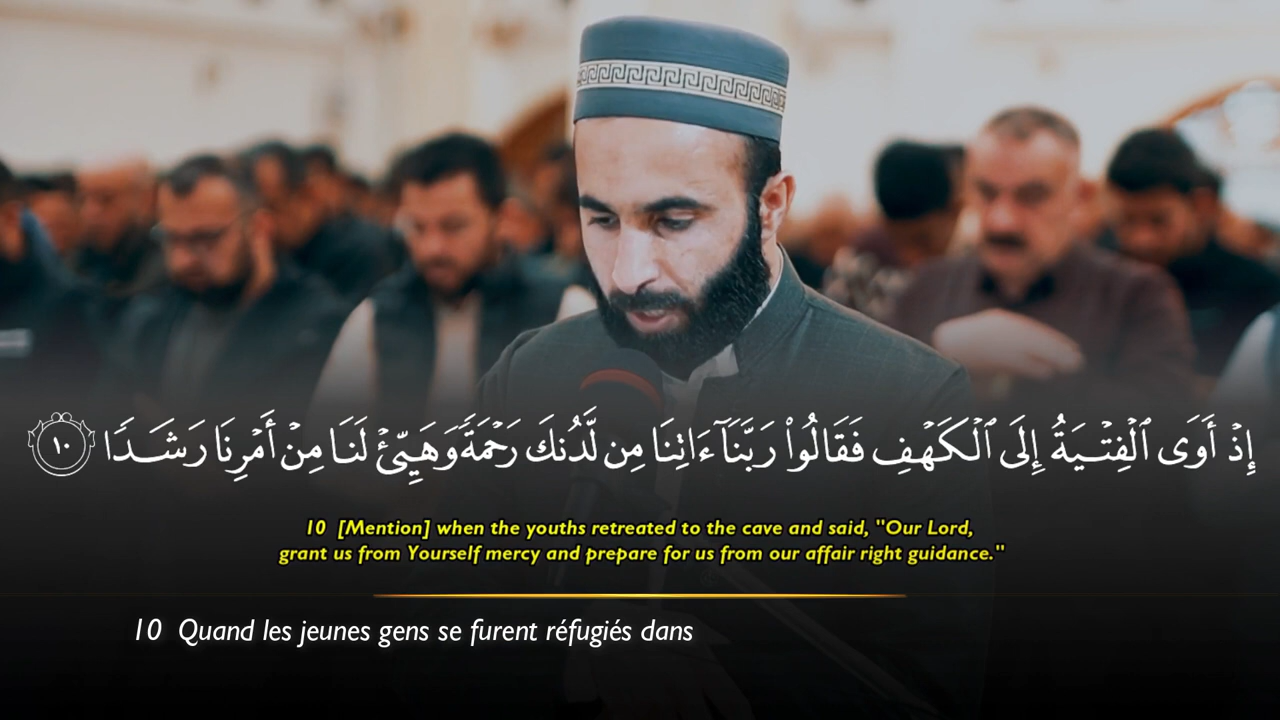 إِذْ أَوَى ٱلْفِتْيَةُ إِلَى ٱلْكَهْفِ فَقَالُوا۟ رَبَّنَآ ءَاتِنَا مِن لَّدُنكَ رَحْمَةً وَهَيِّئْ لَنَا مِنْ أَمْرِنَا رَشَدًا ١٠
10 [Mention] when the youths retreated to the cave and said, "Our Lord,
grant us from Yourself mercy and prepare for us from our affair right guidance."
10 Quand les jeunes gens se furent réfugiés dans